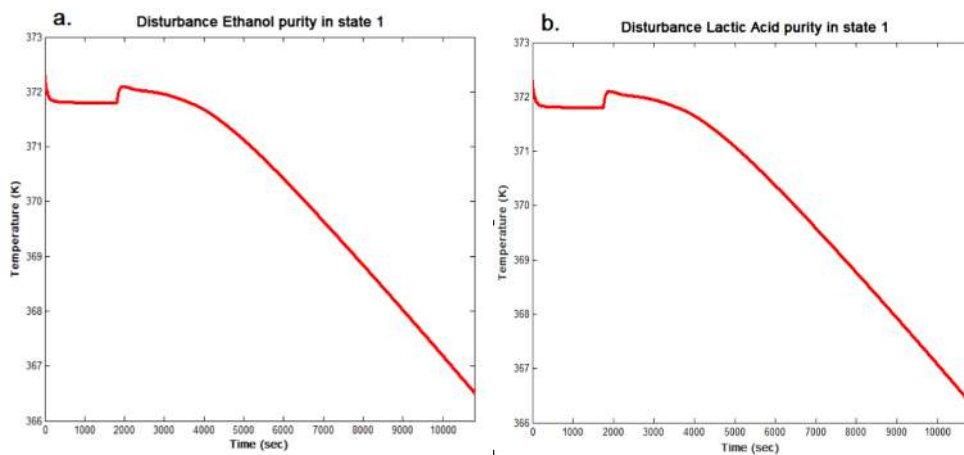 a.
Disturbance Ethanol purity in state 1
373
372
371
370
369
368
367
366
Temperature (K)
0 1000 2000 3000 4000 5000 6000 7000 8000 9000 10000
Time (sec)
b.
Disturbance Lactic Acid purity in state 1
373
372
371
370
369
368
367
366
Temperature (K)
0 1000 2000 3000 4000 5000 6000 7000 8000 9000 10000
Time (sec)